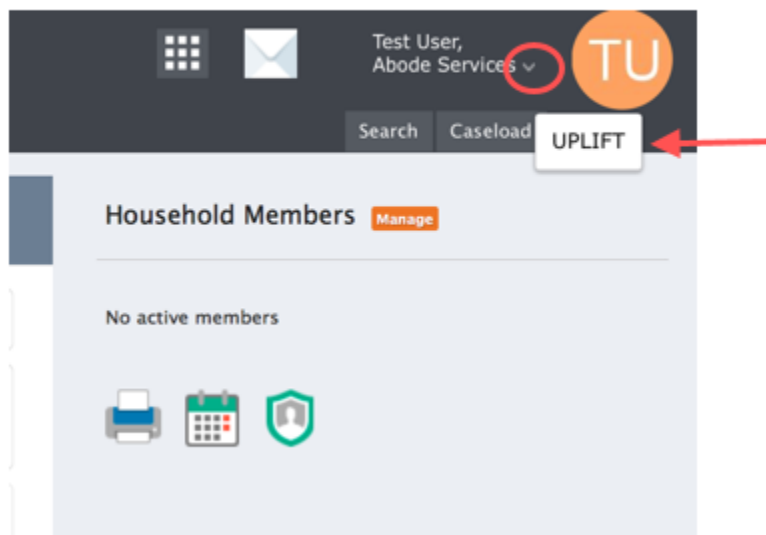 Test User,
Abode Services
TU
Search
Caseload
UPLIFT
Household Members
Manage
No active members